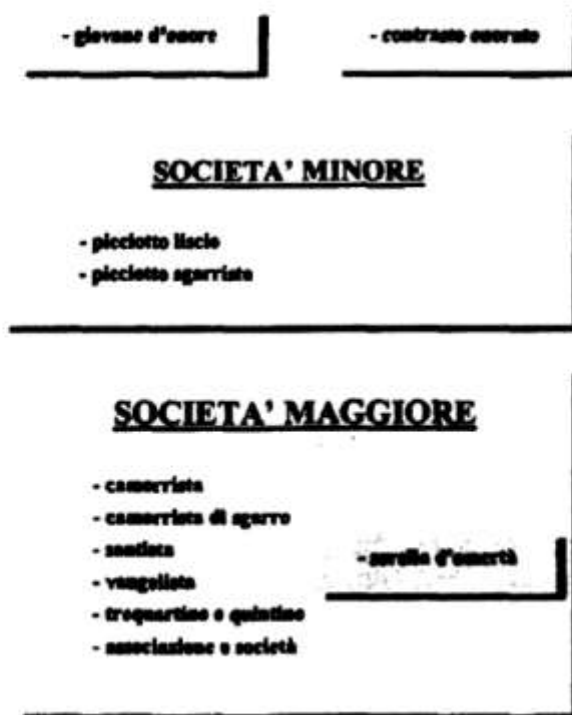 - giovane d'onore
- contrasto onorato
SOCIETA' MINORE
- picciotto liscio
- picciotto sgarrista
SOCIETA' MAGGIORE
- camorrista
- camorrista di sgarro
- santista
- vangelista
- trequartino o quintino
- associazione o società
- sorella d'omertà